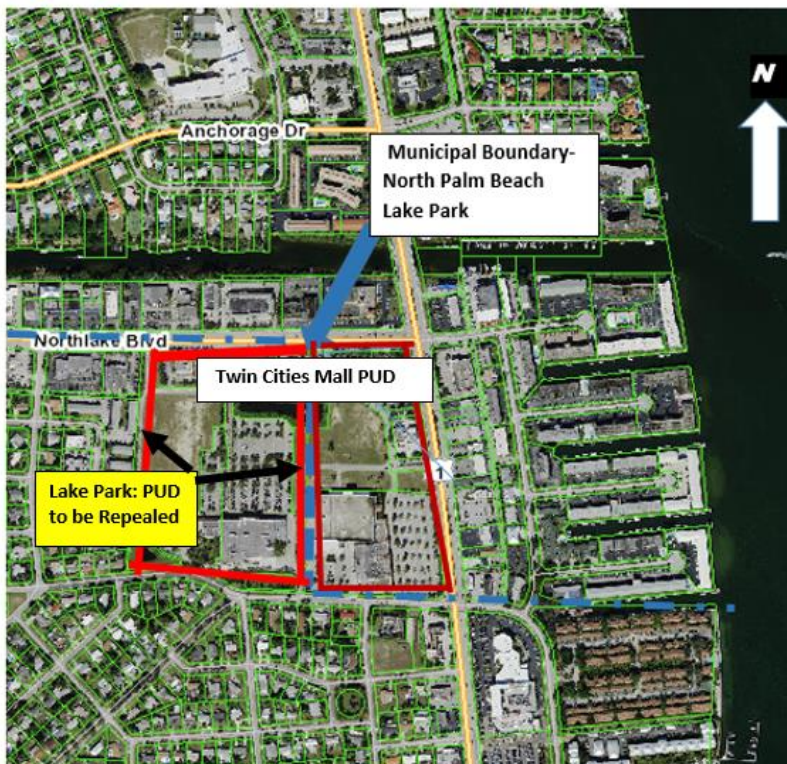 N
Anchorage Dr
Municipal Boundary-
North Palm Beach
Lake Park
Northlake Blvd
Twin Cities Mall PUD
1
Lake Park: PUD
to be Repealed